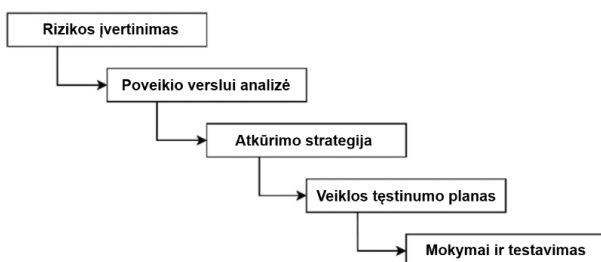 Rizikos įvertinimas
Poveikio verslui analizė
Atkūrimo strategija
Veiklos tęstinumo planas
Mokymai ir testavimas